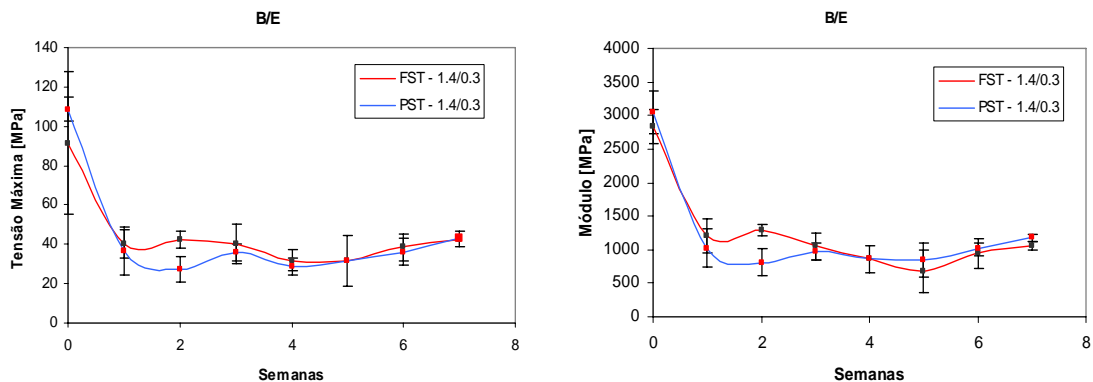 B/E
140
120
100
80
60
40
20
0
Tensão Máxima [MPa]
FST - 1.4/0.3
PST - 1.4/0.3
0 2 4 6 8
Semanas
B/E
4000
3500
3000
2500
2000
1500
1000
500
0
Módulo [MPa]
FST - 1.4/0.3
PST - 1.4/0.3
0 2 4 6 8
Semanas